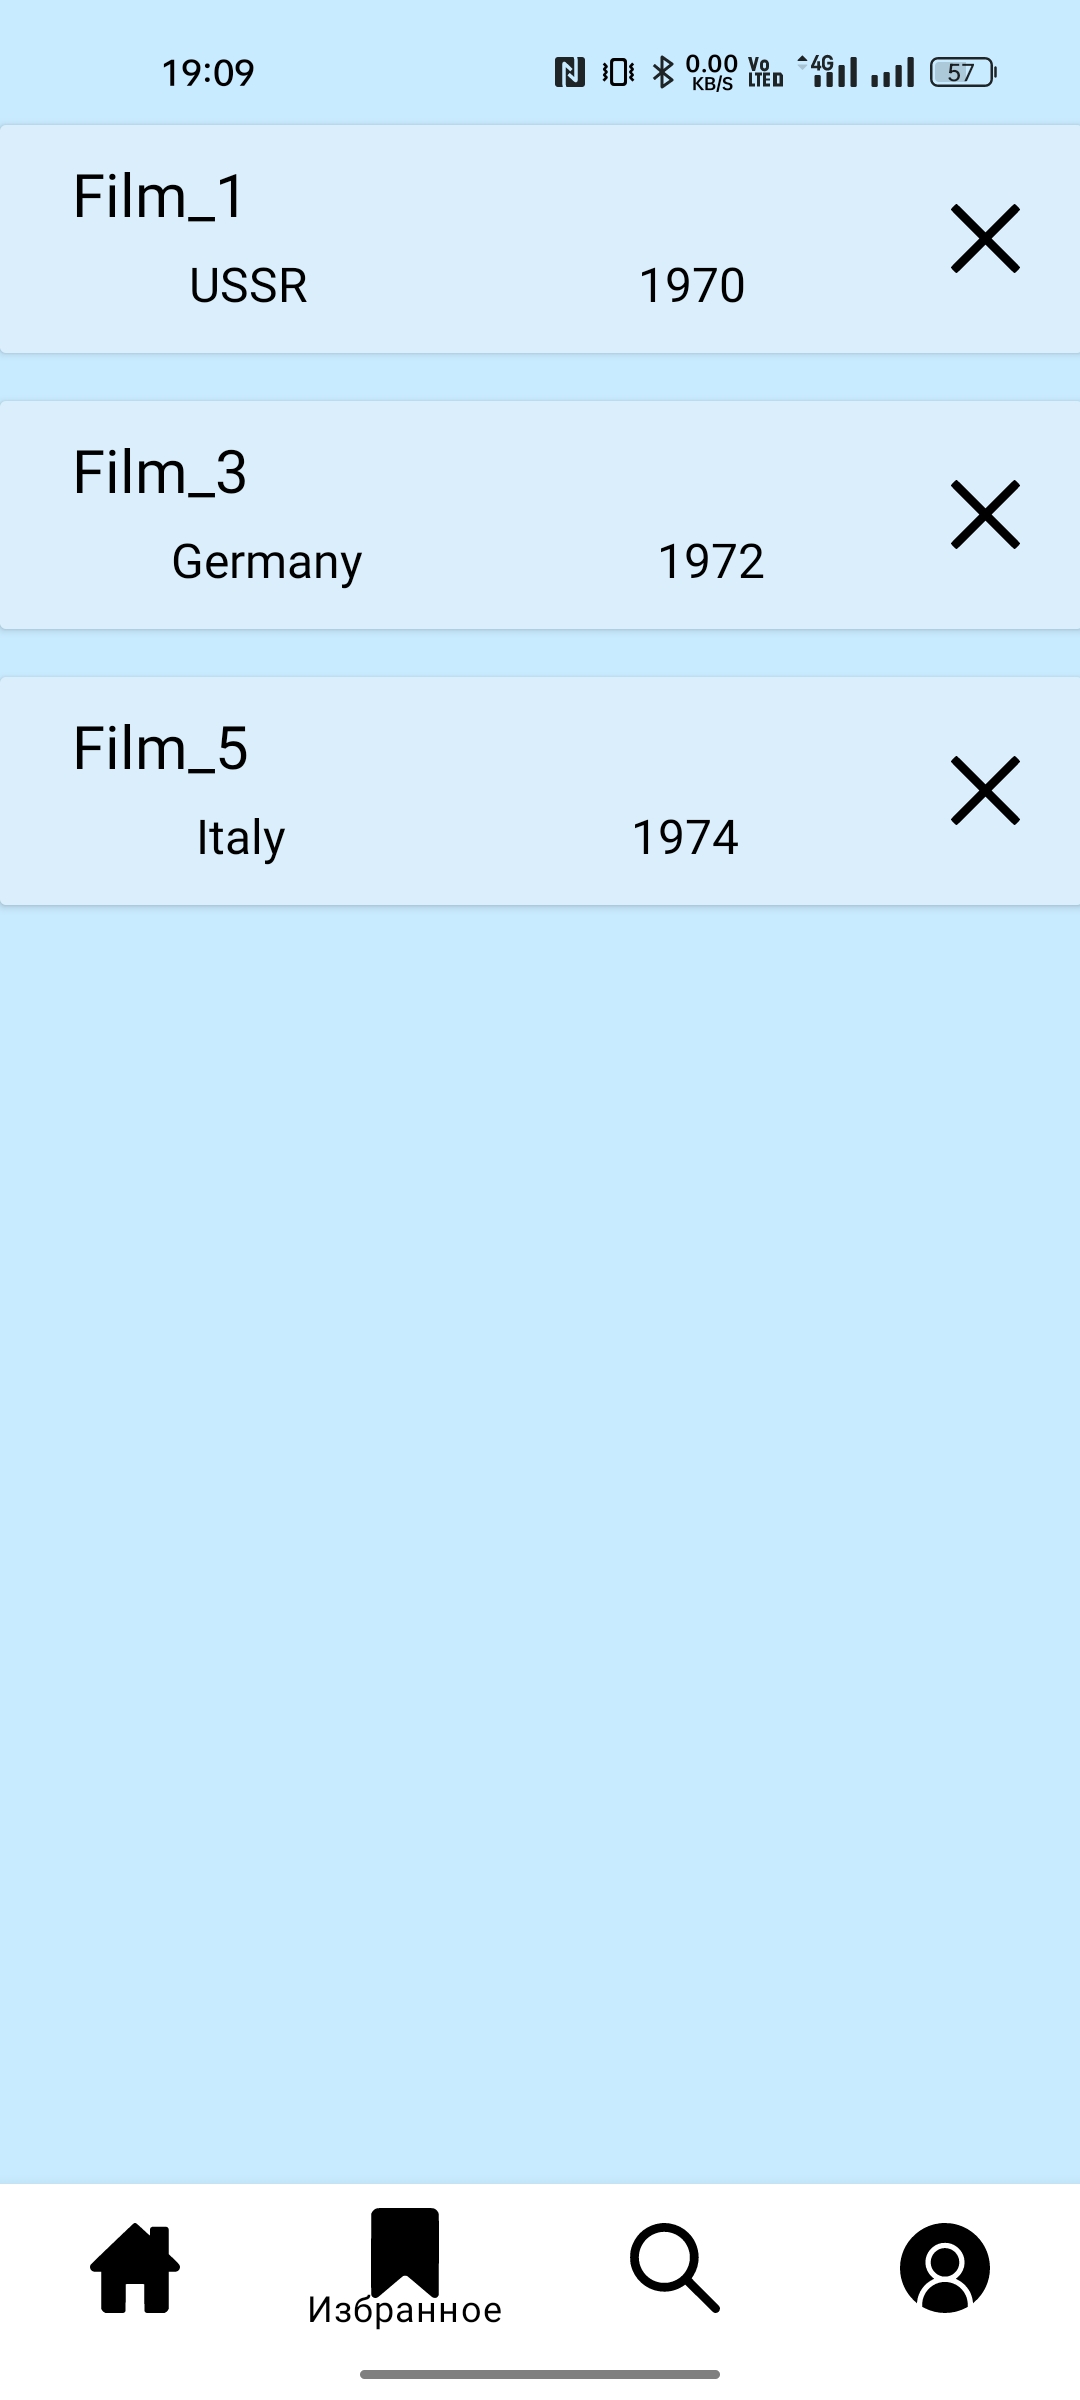 19:09 0.00 KB/S Vo LTE D 4G 57
Film_1
USSR 1970
Film_3
Germany 1972
Film_5
Italy 1974
Избранное